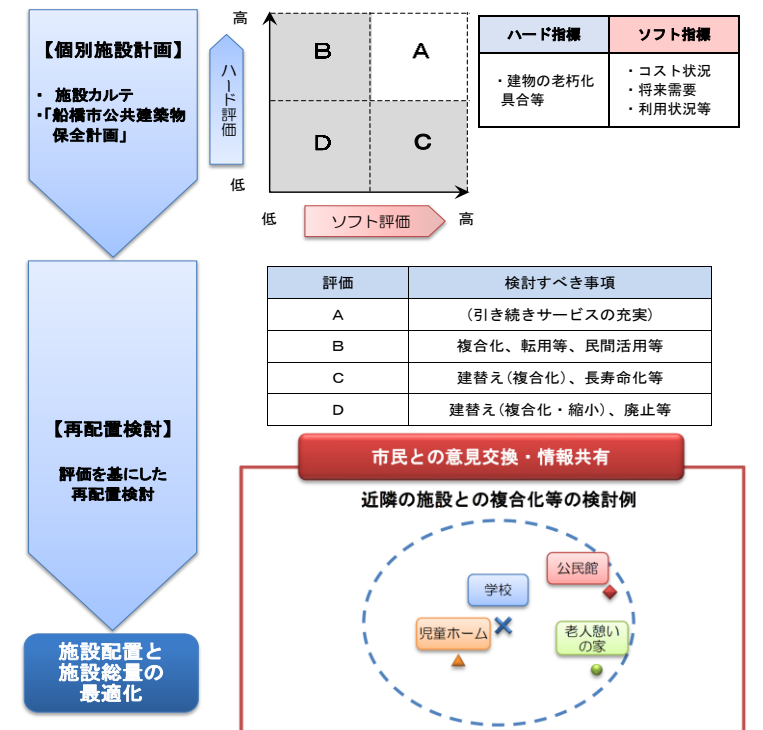 【個別施設計画】
・ 施設カルテ
・「船橋市公共建築物
保全計画」
高
ハード評価
低
B
A
D
C
低
ソフト評価
高
ハード指標
ソフト指標
・建物の老朽化
具合等
・コスト状況
・将来需要
・利用状況等
【再配置検討】
評価を基にした
再配置検討
評価
検討すべき事項
A
(引き続きサービスの充実)
B
複合化、転用等、民間活用等
C
建替え(複合化)、長寿命化等
D
建替え(複合化・縮小)、廃止等
市民との意見交換・情報共有
近隣の施設との複合化等の検討例
公民館
学校
児童ホーム
老人憩い
の家
施設配置と
施設総量の
最適化